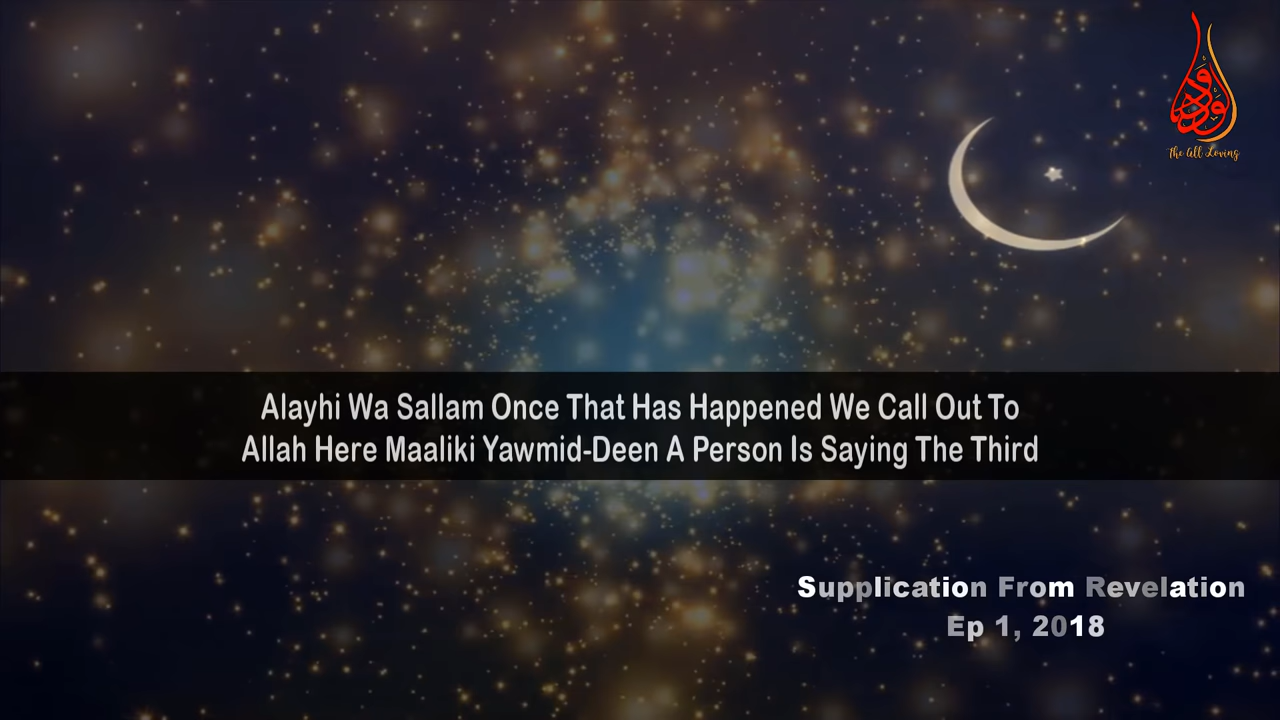 ودود
The All Loving
Alayhi Wa Sallam Once That Has Happened We Call Out To
Allah Here Maaliki Yawmid-Deen A Person Is Saying The Third
Supplication From Revelation
Ep 1, 2018